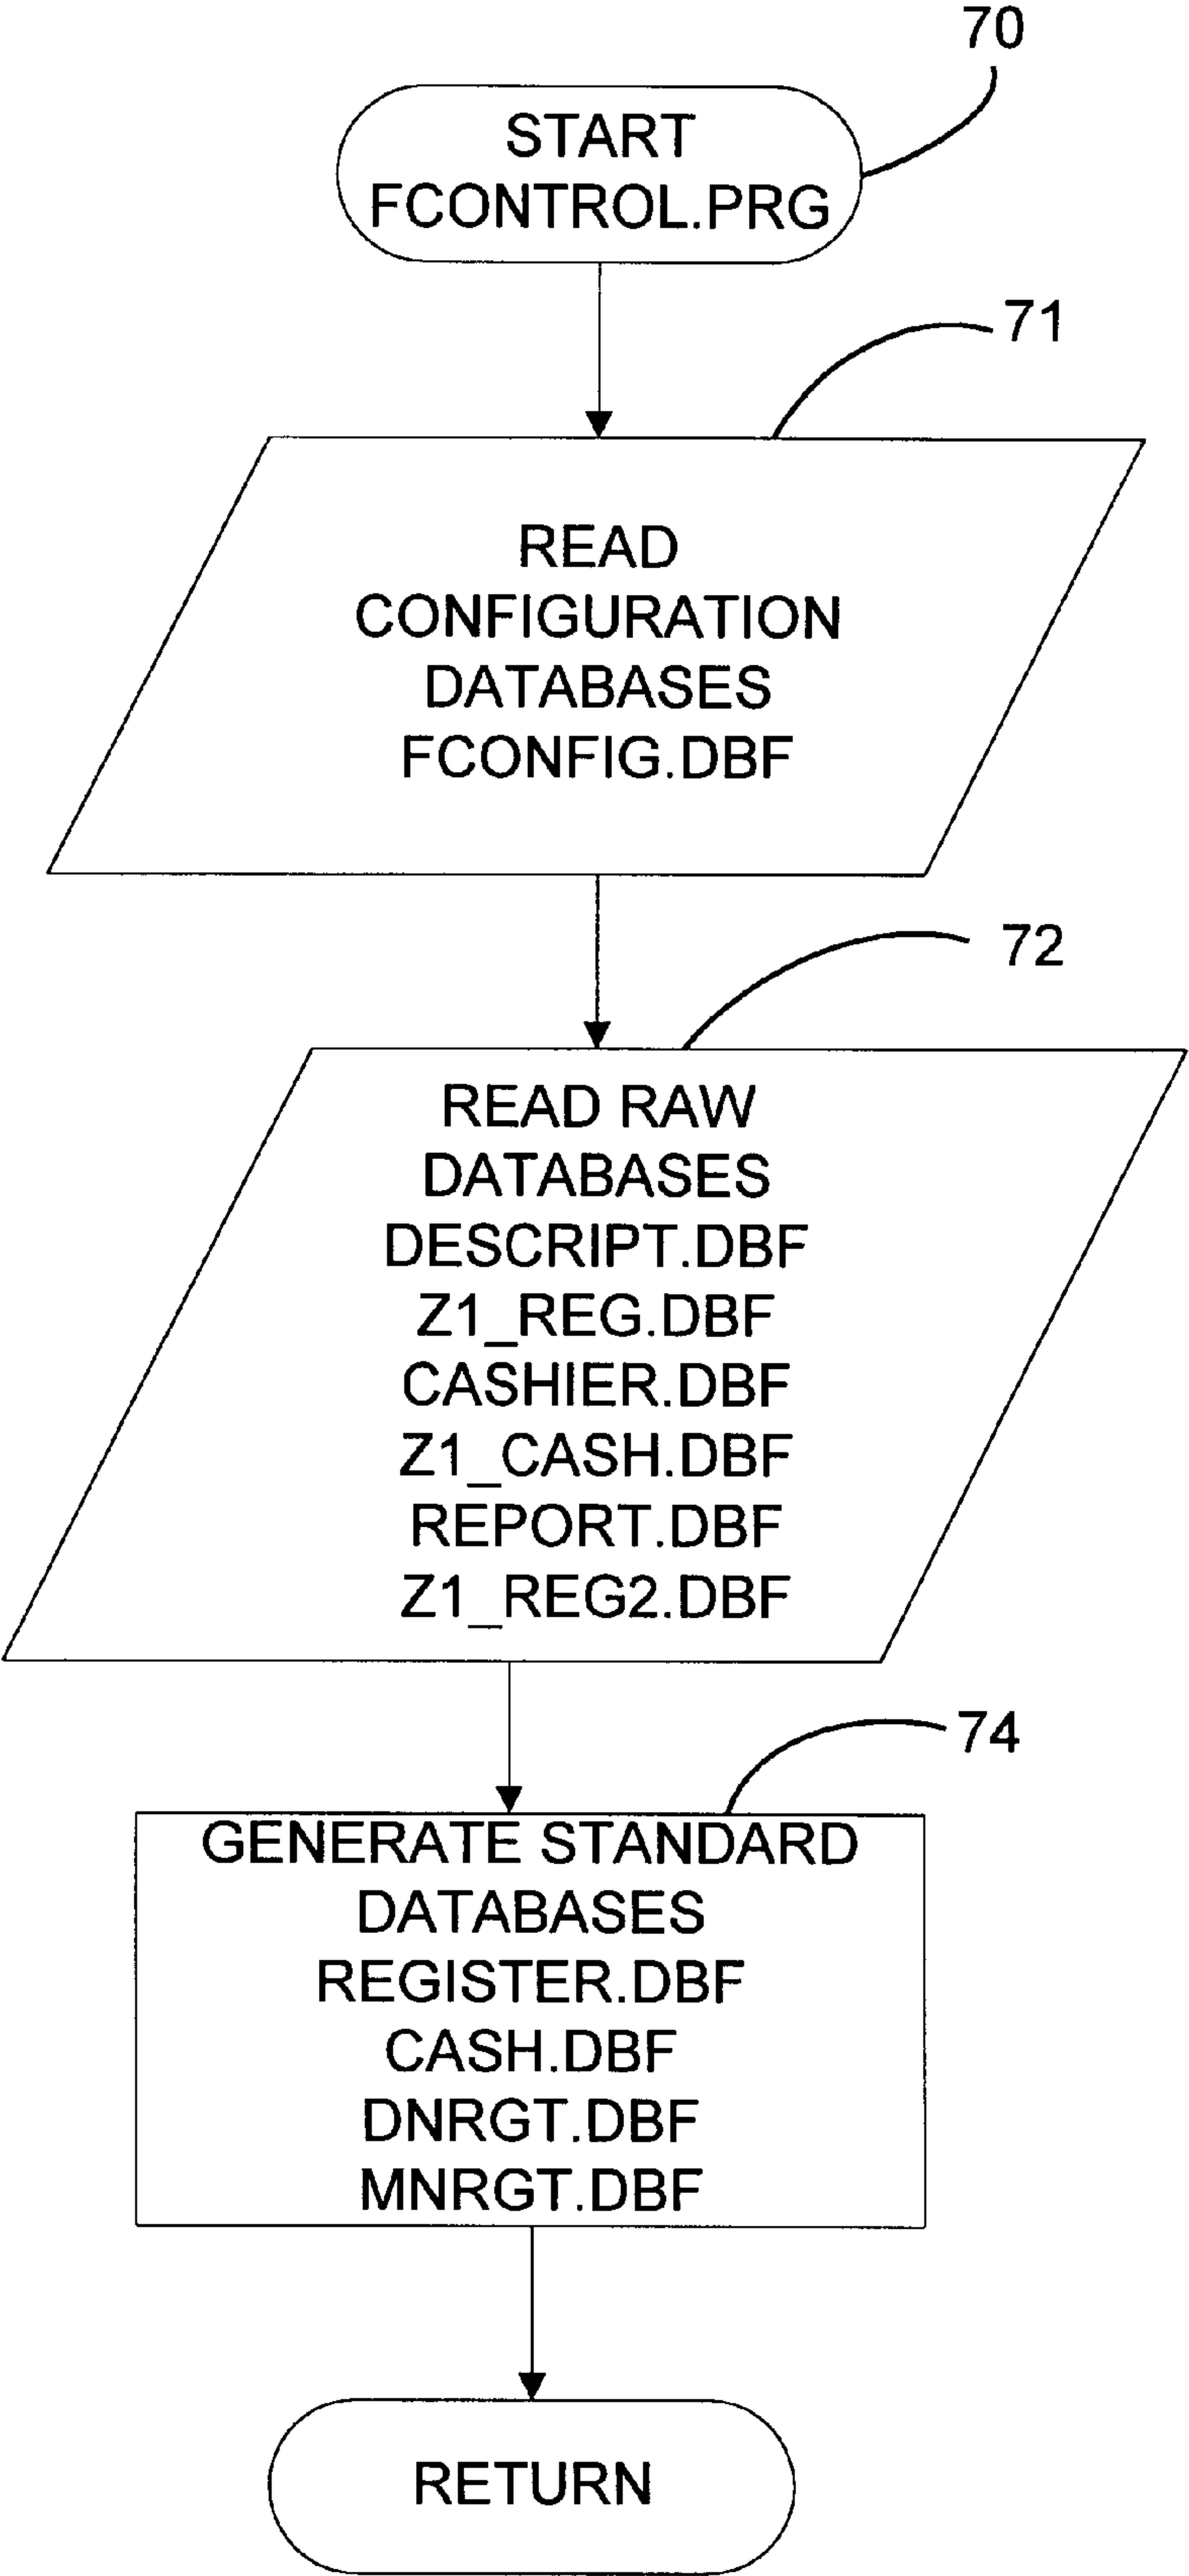 70
START
FCONTROL.PRG
71
READ
CONFIGURATION
DATABASES
FCONFIG.DBF
72
READ RAW
DATABASES
DESCRIPT.DBF
Z1_REG.DBF
CASHIER.DBF
Z1_CASH.DBF
REPORT.DBF
Z1_REG2.DBF
74
GENERATE STANDARD
DATABASES
REGISTER.DBF
CASH.DBF
DNRGT.DBF
MNRGT.DBF
RETURN